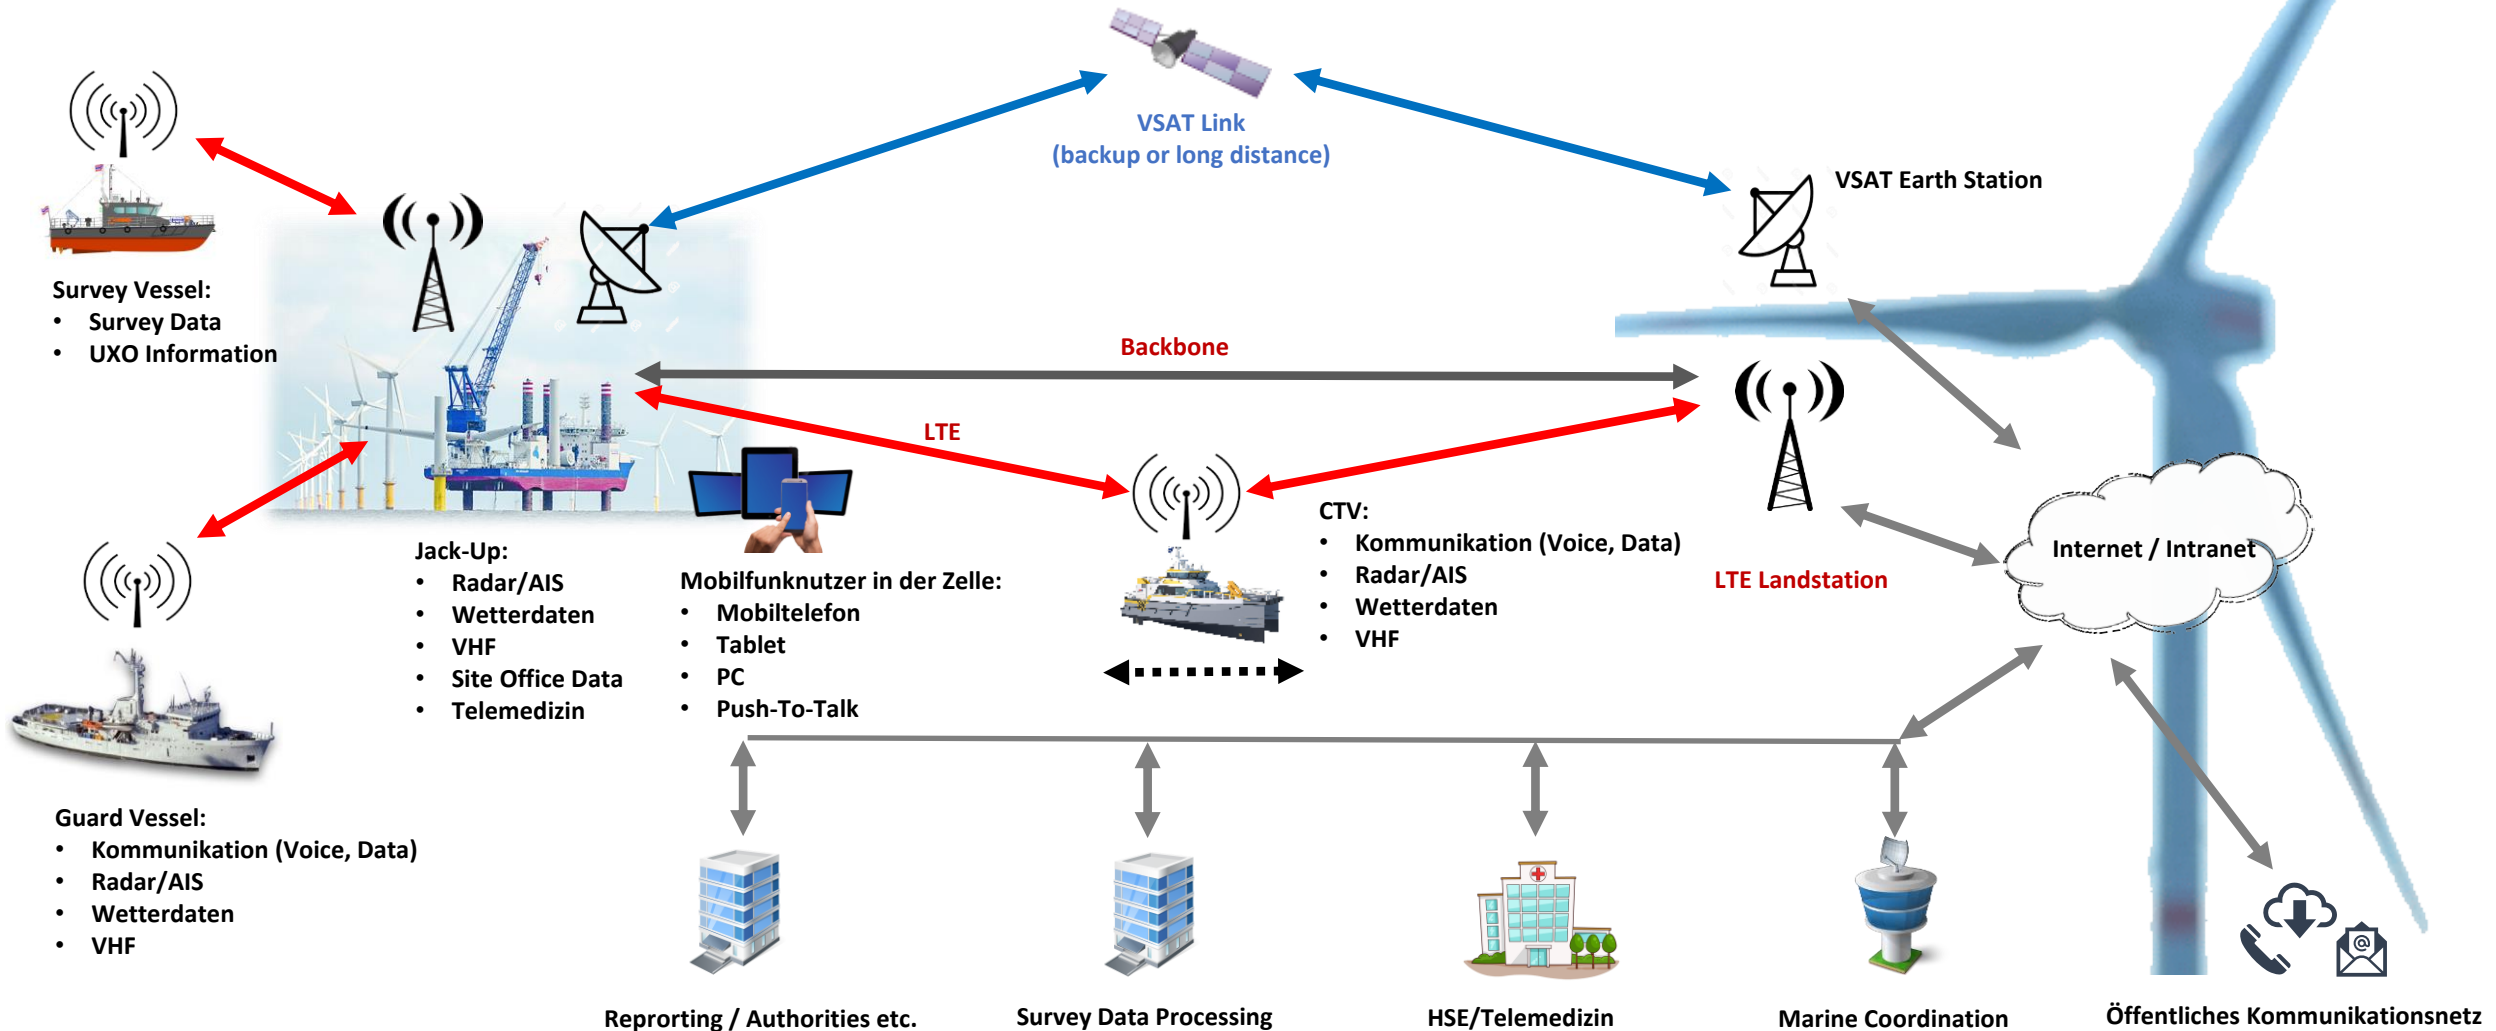 VSAT Link
(backup or long distance)
VSAT Earth Station
Survey Vessel:
• Survey Data
• UXO Information
Backbone
LTE
CTV:
• Kommunikation (Voice, Data)
• Radar/AIS
• Wetterdaten
• VHF
LTE Landstation
Internet / Intranet
Jack-Up:
• Radar/AIS
• Wetterdaten
• VHF
• Site Office Data
• Telemedizin
Mobilfunknutzer in der Zelle:
• Mobiltelefon
• Tablet
• PC
• Push-To-Talk
Guard Vessel:
• Kommunikation (Voice, Data)
• Radar/AIS
• Wetterdaten
• VHF
Reprorting / Authorities etc.
Survey Data Processing
HSE/Telemedizin
Marine Coordination
@
Öffentliches Kommunikationsnetz